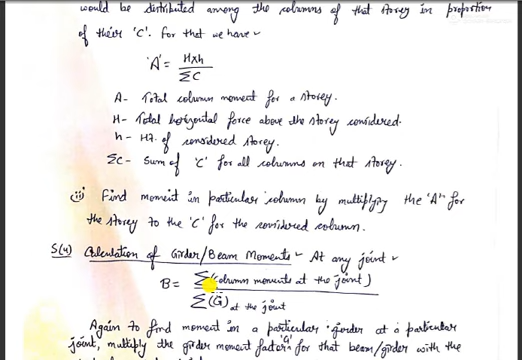 would be distributed among the columns of that storey in proportion
of their 'C'. For that we have ~
'A' = H×h / ΣC
A - Total column moment for a storey.
H - Total horizontal force above the storey considered.
h - Ht. of considered storey.
ΣC - Sum of 'C' for all columns on that storey.
(iii) Find moment in particular column by multiplying the 'A' for
the storey to the 'C' for the considered column.
S(4) Calculation of Girder/Beam Moments ~ At any joint ~
B = Σ(column moments at the joint) / Σ(G) at the joint
Again to find moment in a particular girder at a particular
joint, multiply the girder moment factor 'G' for that beam/girder with the